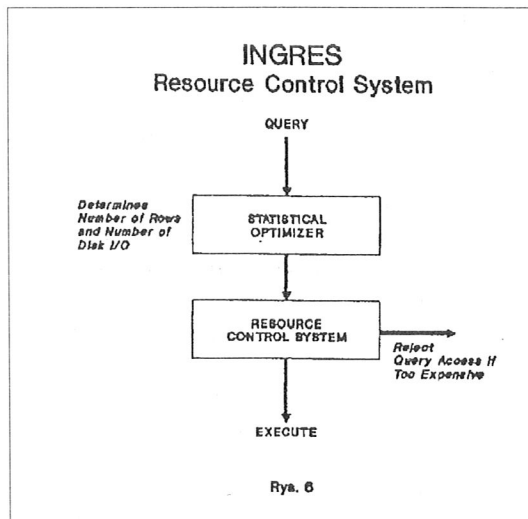 INGRES
Resource Control System
QUERY
Determines
Number of Rows
and Number of
Disk I/O
STATISTICAL
OPTIMIZER
RESOURCE
CONTROL SYSTEM
Reject
Query Access If
Too Expensive
EXECUTE
Rys. 6